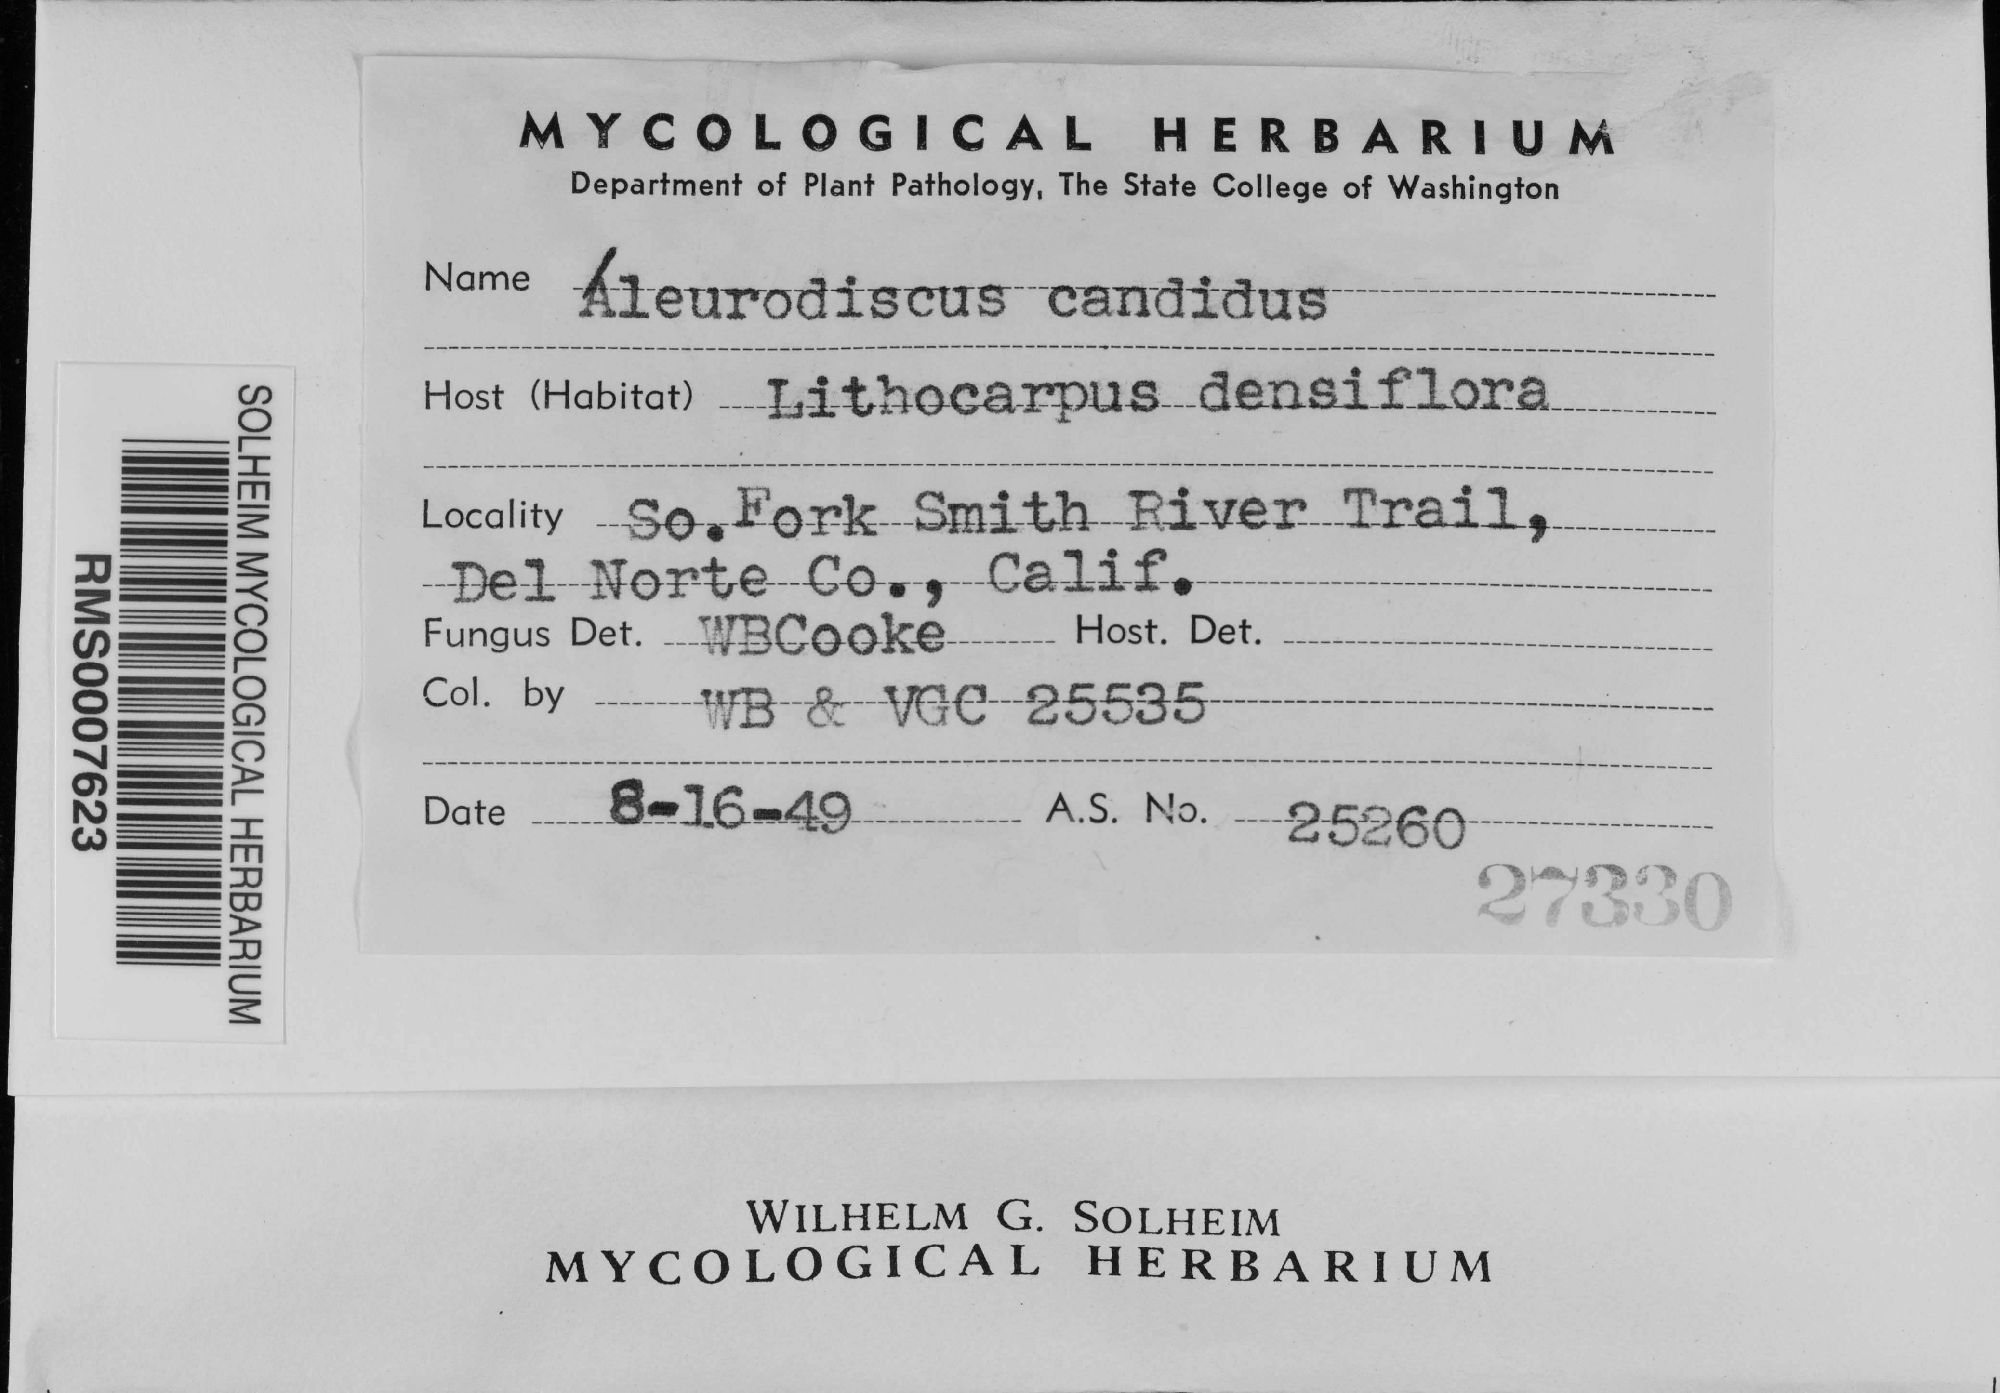 MYCOLOGICAL HERBARIUM
Department of Plant Pathology, The State College of Washington
Name Aleurodiscus candidus
Host (Habitat) Lithocarpus densiflora
Locality So.Fork Smith River Trail,
Del Norte Co., Calif.
Fungus Det. WBCooke Host. Det.
Col. by WB & VGC 25535
Date 8-16-49 A.S. No. 25260
27330
SOLHEIM MYCOLOGICAL HERBARIUM
RMS0007623
WILHELM G. SOLHEIM
MYCOLOGICAL HERBARIUM